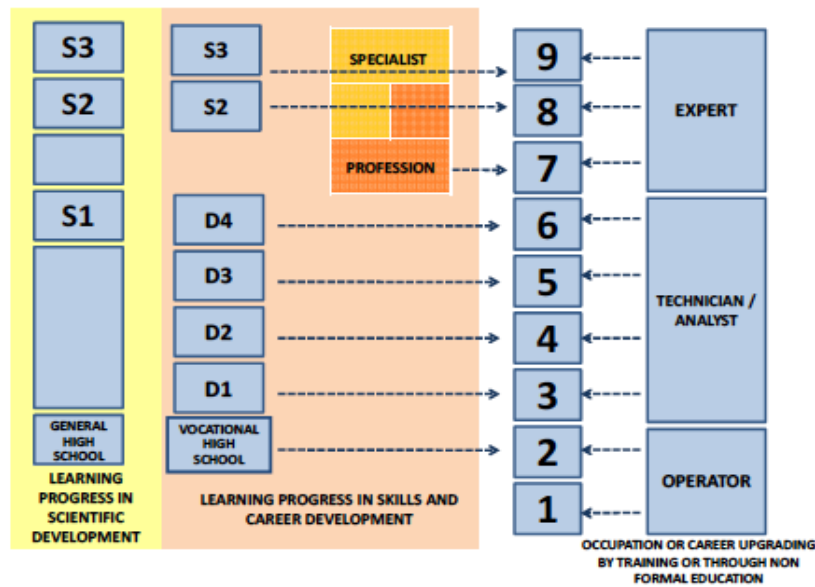 S3
S2
S1
GENERAL
HIGH
SCHOOL
LEARNING
PROGRESS IN
SCIENTIFIC
DEVELOPMENT
S3
S2
D4
D3
D2
D1
VOCATIONAL
HIGH
SCHOOL
SPECIALIST
PROFESSION
LEARNING PROGRESS IN SKILLS AND
CAREER DEVELOPMENT
9
8
7
6
5
4
3
2
1
EXPERT
TECHNICIAN /
ANALYST
OPERATOR
OCCUPATION OR CAREER UPGRADING
BY TRAINING OR THROUGH NON
FORMAL EDUCATION